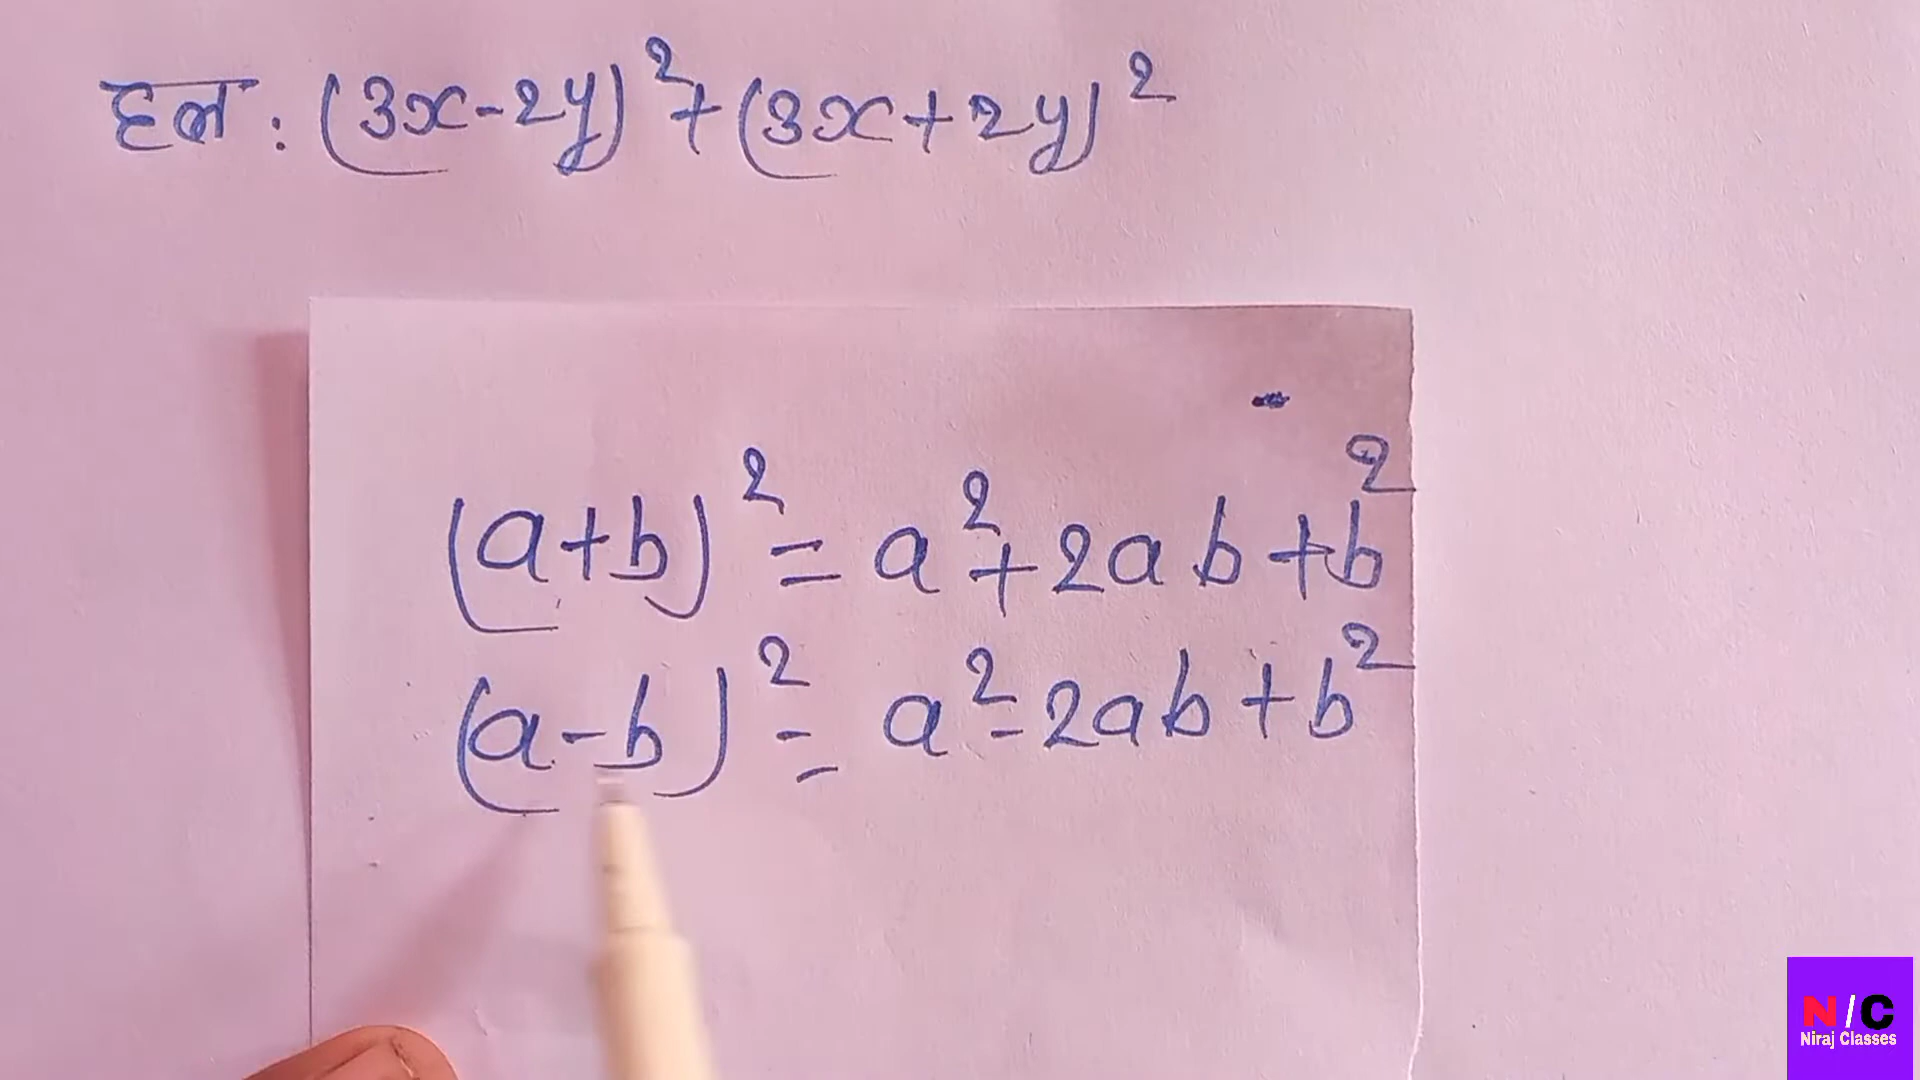 हल : (3x-2y)²+(3x+2y)²
(a+b)² = a²+2ab+b²
(a-b)² = a²-2ab+b²
N/C
Niraj Classes